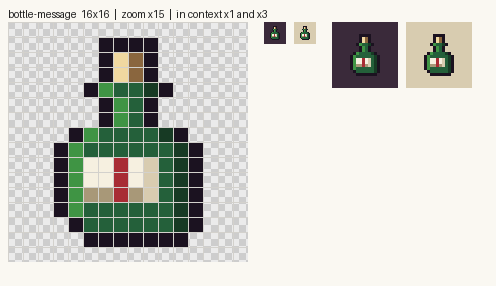 bottle-message 16x16 | zoom x15 | in context x1 and x3